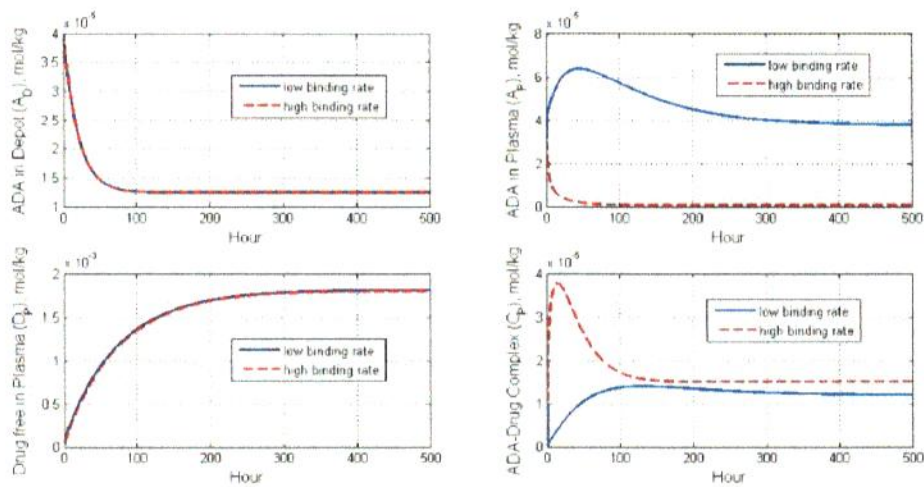 x 10⁻⁵
ADA in Depot (A_D), mol/kg
4
3.5
3
2.5
2
1.5
1
0 100 200 300 400 500
Hour
low binding rate
high binding rate
x 10⁻⁵
ADA in Plasma (A_P), mol/kg
8
6
4
2
0
0 100 200 300 400 500
Hour
low binding rate
high binding rate
x 10⁻³
Drug free in Plasma (D_P), mol/kg
2
1.5
1
0.5
0
0 100 200 300 400 500
Hour
low binding rate
high binding rate
x 10⁻⁵
ADA-Drug Complex (C_P), mol/kg
4
3
2
1
0
0 100 200 300 400 500
Hour
low binding rate
high binding rate